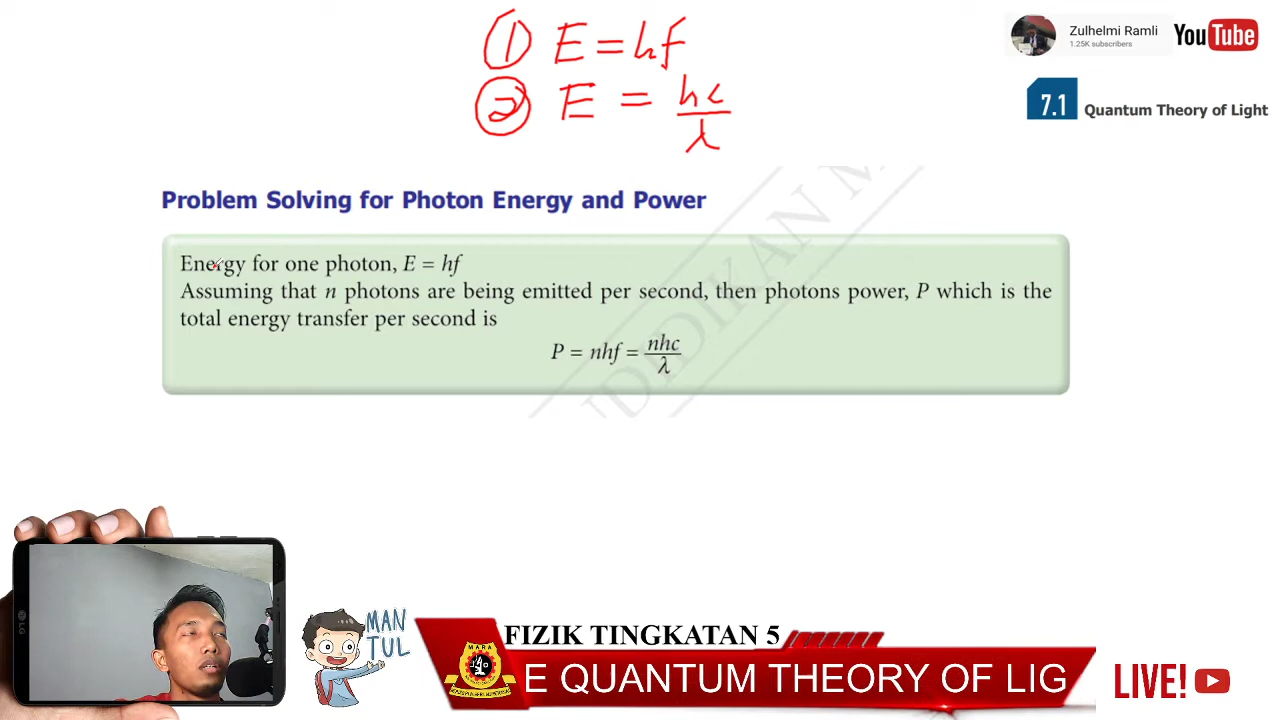 ① E = hf
② E = hc/λ
Zulhelmi Ramli
1.25K subscribers
YouTube
7.1 Quantum Theory of Light
Problem Solving for Photon Energy and Power
Energy for one photon, E = hf
Assuming that n photons are being emitted per second, then photons power, P which is the
total energy transfer per second is
P = nhf = nhc/λ
LG
MAN
TUL
MARA
FIZIK TINGKATAN 5
E QUANTUM THEORY OF LIG
LIVE!